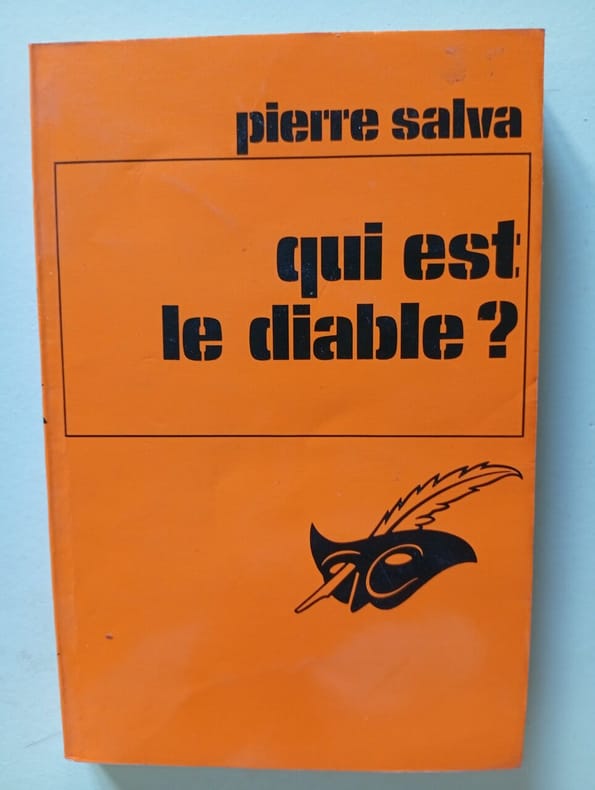 pierre salva
qui est
le diable ?